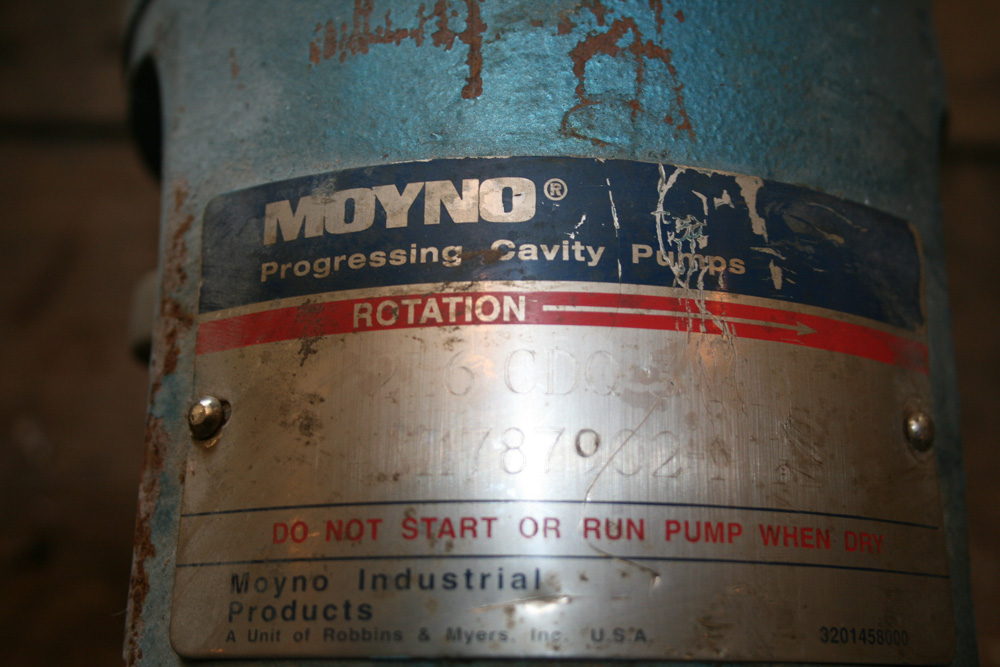 MOYNO®
Progressing Cavity Pumps
ROTATION
DO NOT START OR RUN PUMP WHEN DRY
Moyno Industrial
Products
A Unit of Robbins & Myers, Inc. U.S.A.
3201458000